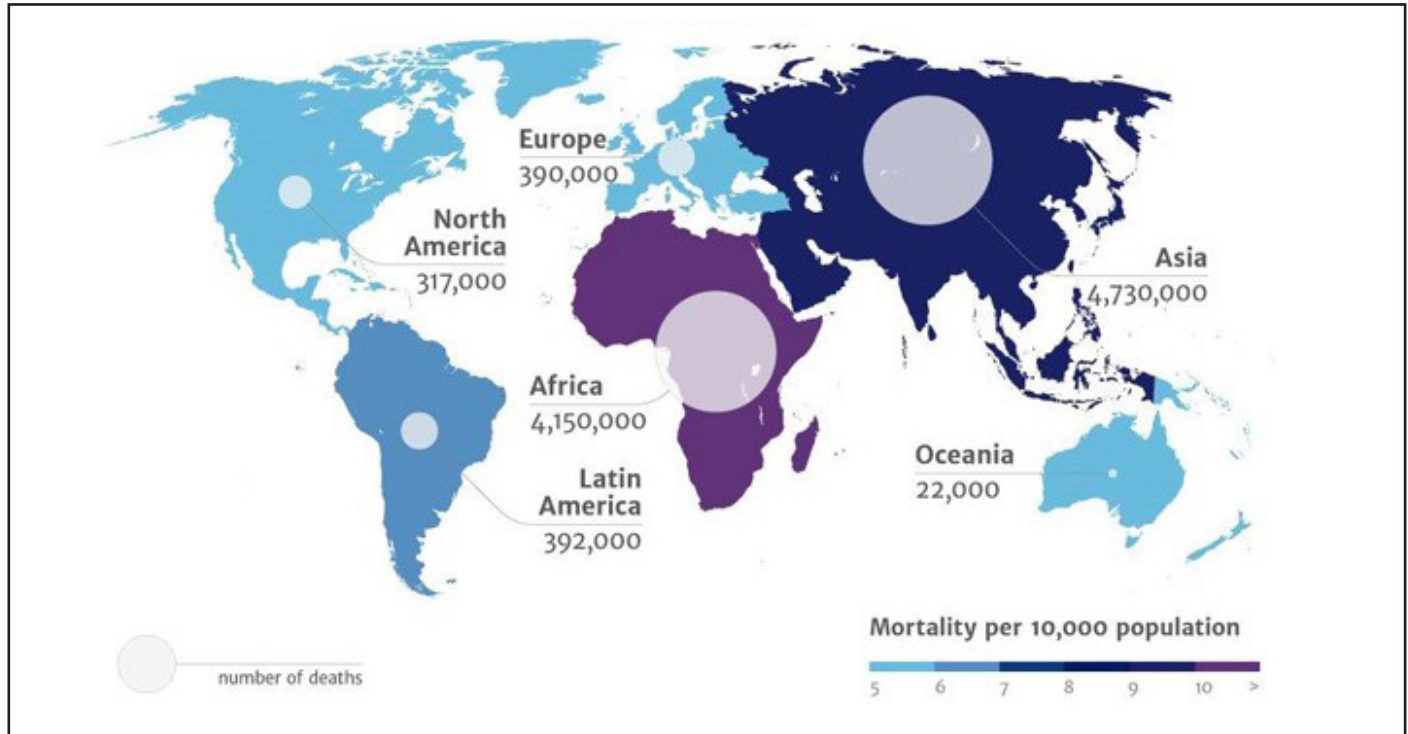 Europe
390,000
North
America
317,000
Asia
4,730,000
Africa
4,150,000
Oceania
22,000
Latin
America
392,000
Mortality per 10,000 population
number of deaths
5 6 7 8 9 10 >